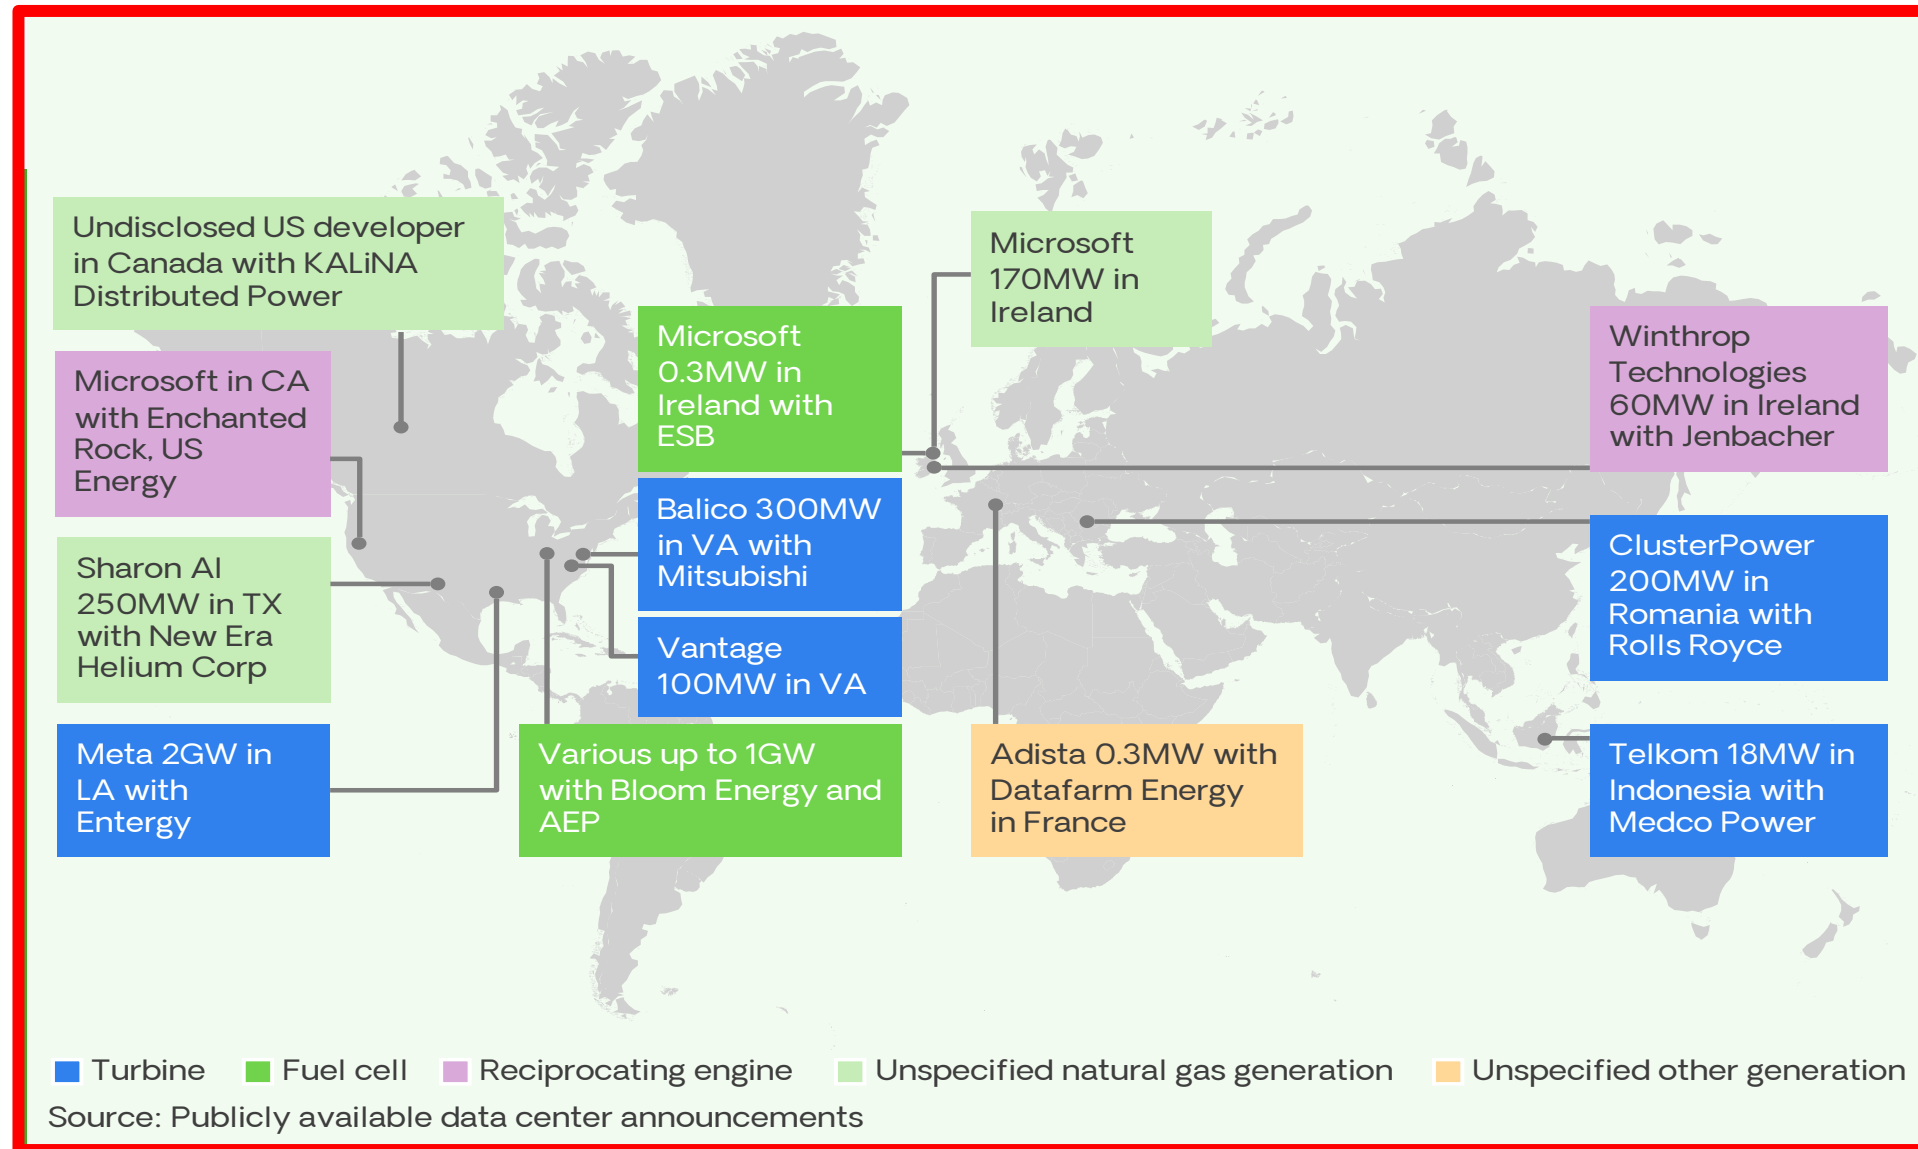 Undisclosed US developer
in Canada with KALiNA
Distributed Power
Microsoft in CA
with Enchanted
Rock, US
Energy
Sharon AI
250MW in TX
with New Era
Helium Corp
Meta 2GW in
LA with
Entergy
Microsoft
0.3MW in
Ireland with
ESB
Balico 300MW
in VA with
Mitsubishi
Vantage
100MW in VA
Various up to 1GW
with Bloom Energy and
AEP
Microsoft
170MW in
Ireland
Adista 0.3MW with
Datafarm Energy
in France
Winthrop
Technologies
60MW in Ireland
with Jenbacher
ClusterPower
200MW in
Romania with
Rolls Royce
Telkom 18MW in
Indonesia with
Medco Power
Turbine Fuel cell Reciprocating engine Unspecified natural gas generation Unspecified other generation
Source: Publicly available data center announcements